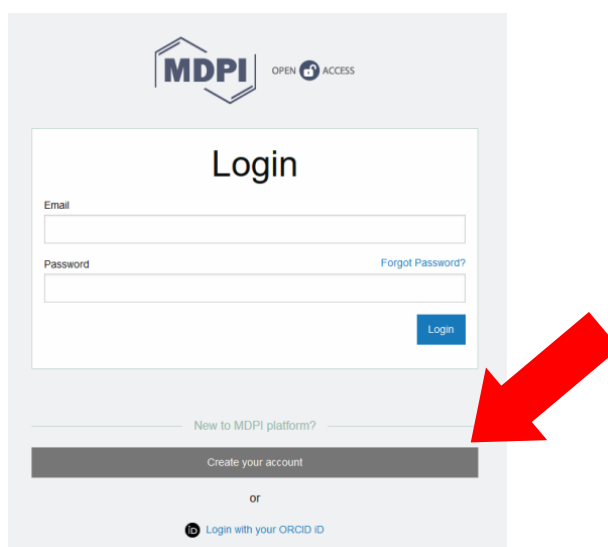 MDPI OPEN ACCESS
Login
Email
Password Forgot Password?
Login
New to MDPI platform?
Create your account
or
iD Login with your ORCID iD